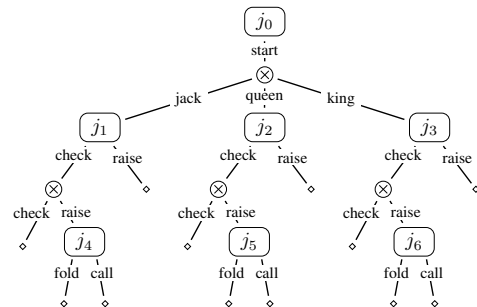 j0
start
⊗
jack queen king
j1 j2 j3
check raise check raise check raise
⊗ ⊗ ⊗
check raise check raise check raise
j4 j5 j6
fold call fold call fold call